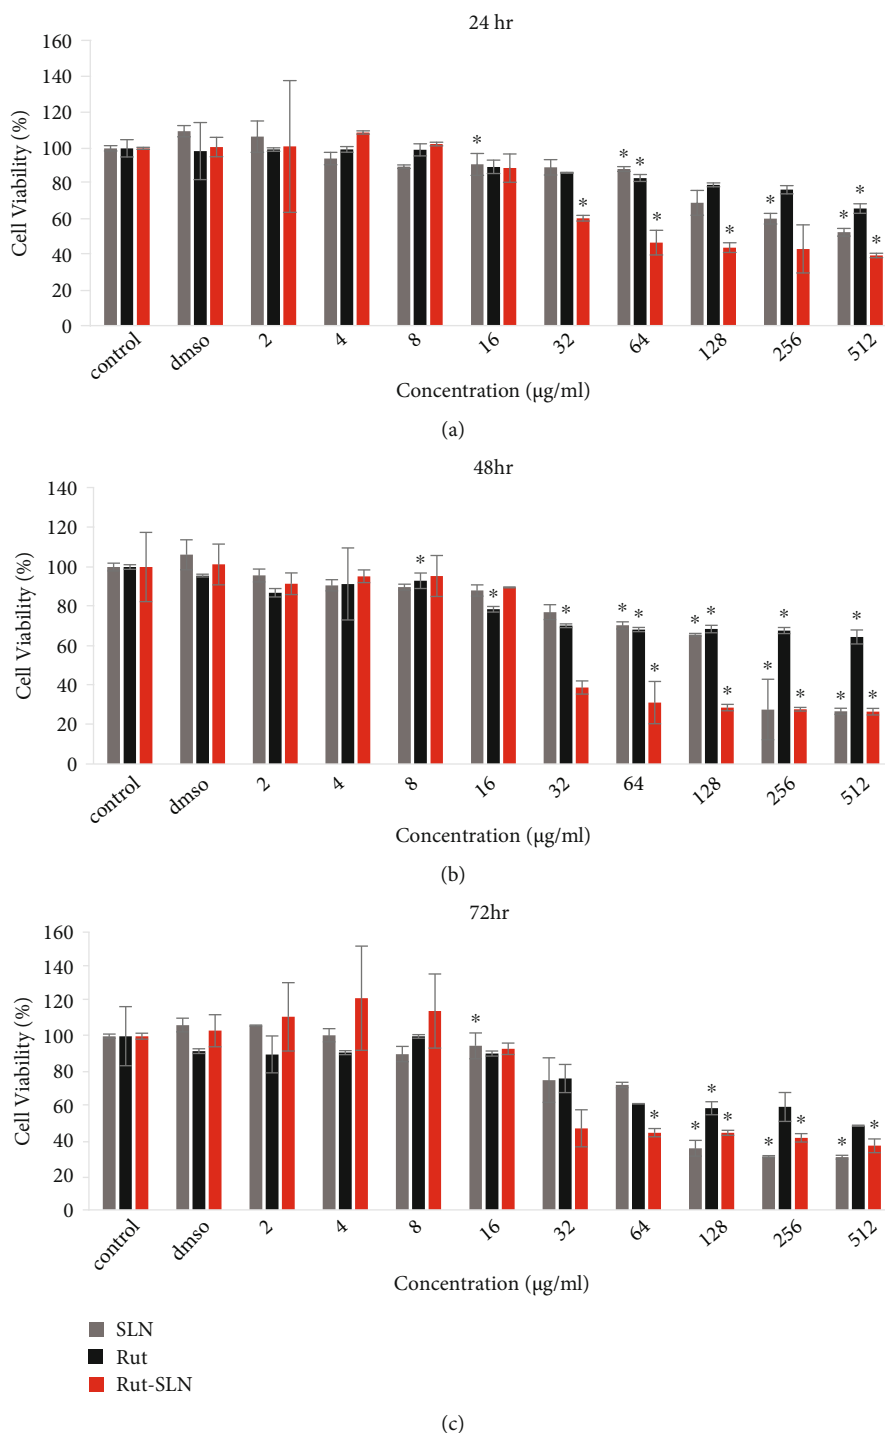 24 hr
Cell Viability (%)
160
140
120
100
80
60
40
20
0
* * * * * * * * * * *
control dmso 2 4 8 16 32 64 128 256 512
Concentration (µg/ml)
(a)
48hr
Cell Viability (%)
140
120
100
80
60
40
20
0
* * * * * * * * * * * * * * *
control dmso 2 4 8 16 32 64 128 256 512
Concentration (µg/ml)
(b)
72hr
Cell Viability (%)
160
140
120
100
80
60
40
20
0
* * * * * * * * *
control dmso 2 4 8 16 32 64 128 256 512
Concentration (µg/ml)
SLN
Rut
Rut-SLN
(c)